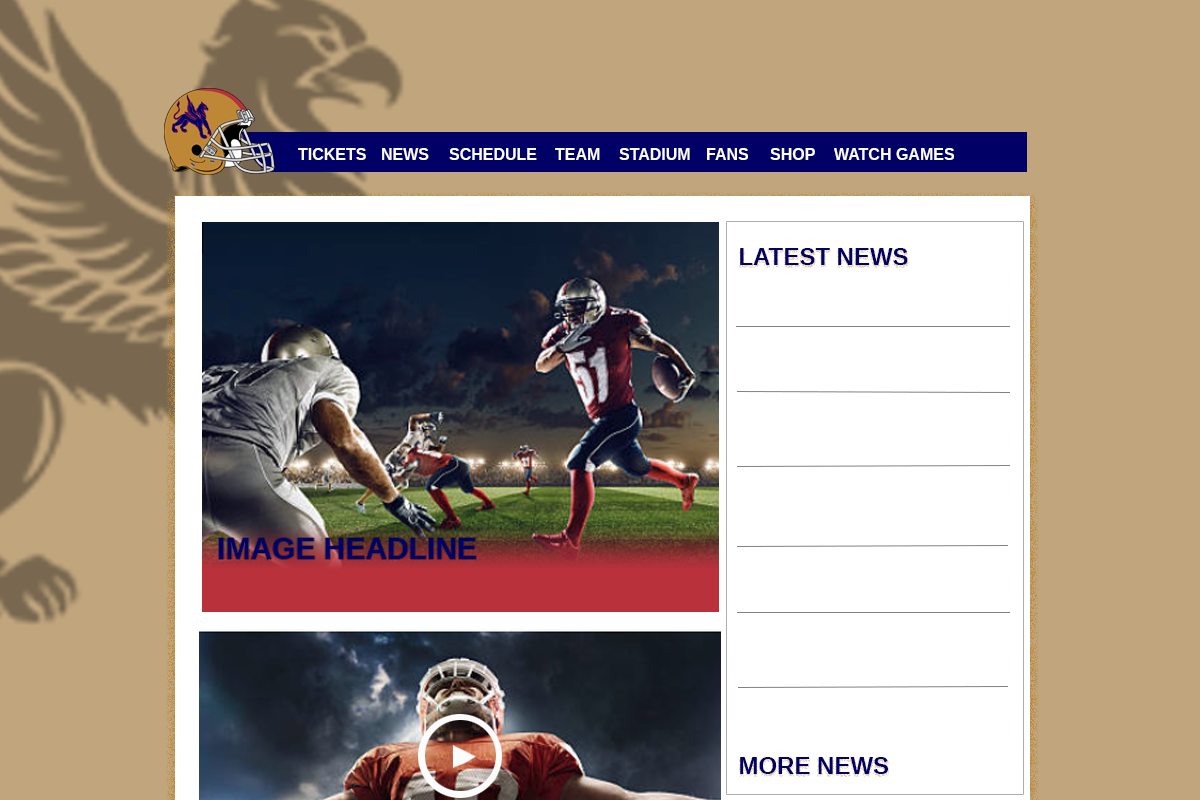 TICKETS NEWS SCHEDULE TEAM STADIUM FANS SHOP WATCH GAMES
LATEST NEWS
51
IMAGE HEADLINE
MORE NEWS